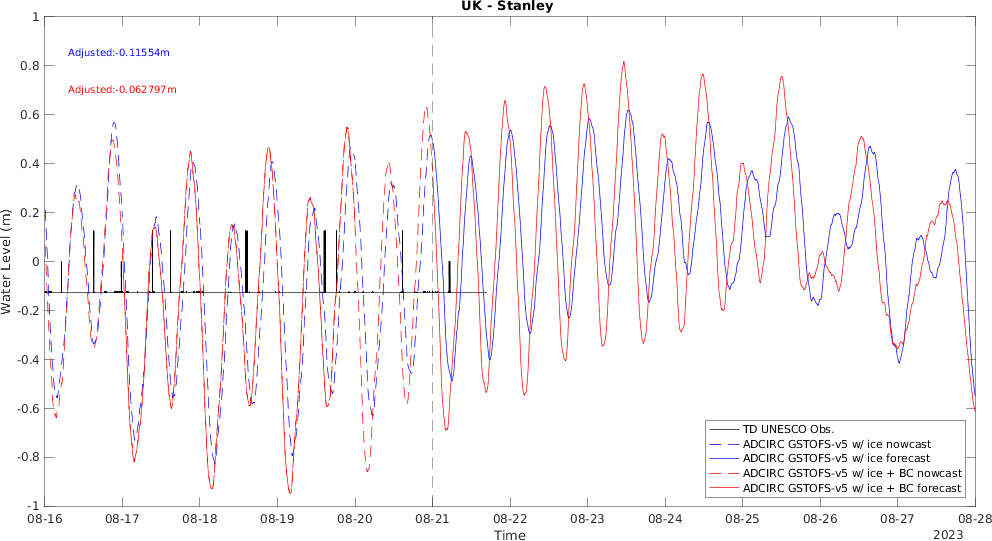 UK - Stanley
1
0.8
0.6
0.4
0.2
0
-0.2
-0.4
-0.6
-0.8
-1
Water Level (m)
Adjusted:-0.11554m
Adjusted:-0.062797m
TD UNESCO Obs.
ADCIRC GSTOFS-v5 w/ ice nowcast
ADCIRC GSTOFS-v5 w/ ice forecast
ADCIRC GSTOFS-v5 w/ ice + BC nowcast
ADCIRC GSTOFS-v5 w/ ice + BC forecast
08-16 08-17 08-18 08-19 08-20 08-21 08-22 08-23 08-24 08-25 08-26 08-27 08-28
Time
2023